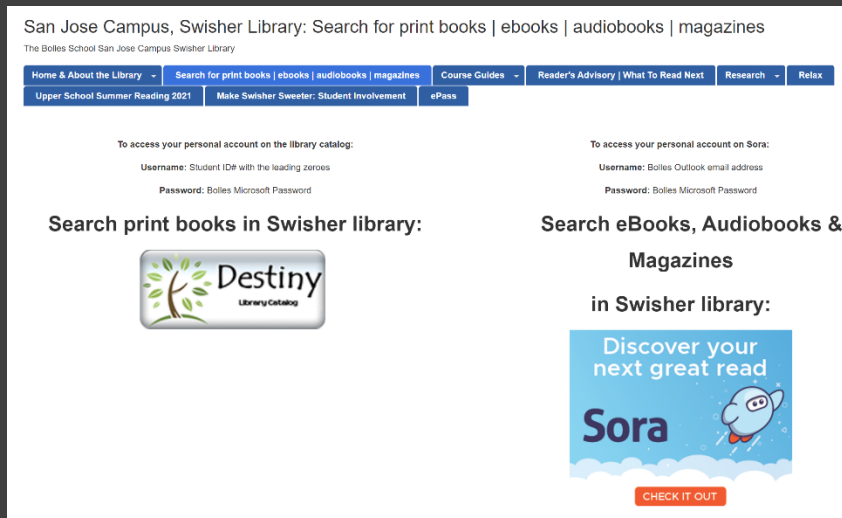 San Jose Campus, Swisher Library: Search for print books | ebooks | audiobooks | magazines
The Bolles School San Jose Campus Swisher Library
Home & About the Library
Search for print books | ebooks | audiobooks | magazines
Course Guides
Reader's Advisory | What To Read Next
Research
Relax
Upper School Summer Reading 2021
Make Swisher Sweeter: Student Involvement
ePass
To access your personal account on the library catalog:
Username: Student ID# with the leading zeroes
Password: Bolles Microsoft Password
Search print books in Swisher library:
Destiny
Library Catalog
To access your personal account on Sora:
Username: Bolles Outlook email address
Password: Bolles Microsoft Password
Search eBooks, Audiobooks &
Magazines
in Swisher library:
Discover your
next great read
Sora
CHECK IT OUT